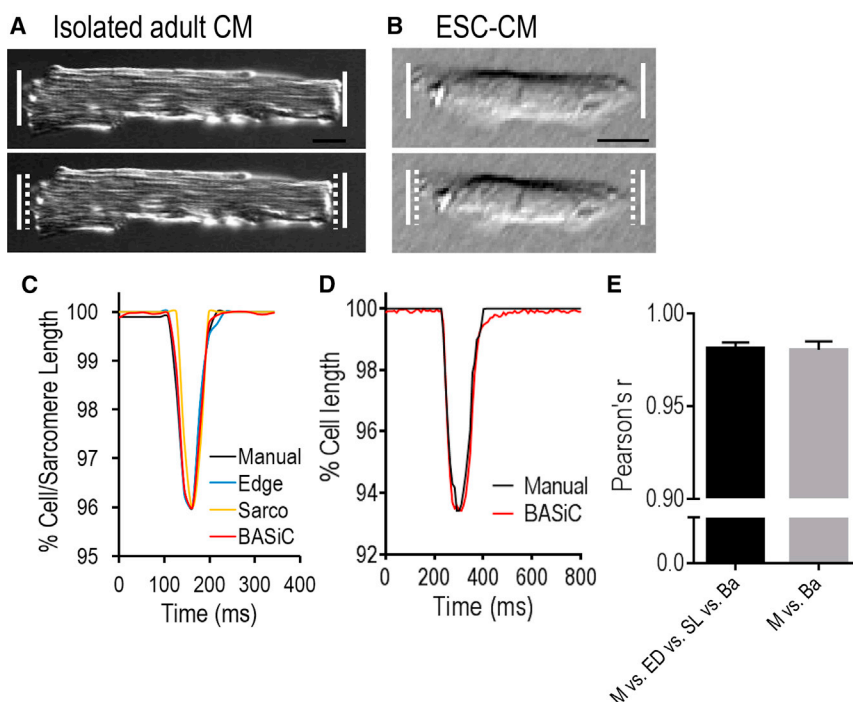 A Isolated adult CM
B ESC-CM
C
% Cell/Sarcomere Length
100
99
98
97
96
95
0 100 200 300 400
Time (ms)
Manual
Edge
Sarco
BASiC
D
% Cell length
100
98
96
94
92
0 200 400 600 800
Time (ms)
Manual
BASiC
E
Pearson's r
1.00
0.95
0.90
0.0
M vs. ED vs. SL vs. Ba
M vs. Ba